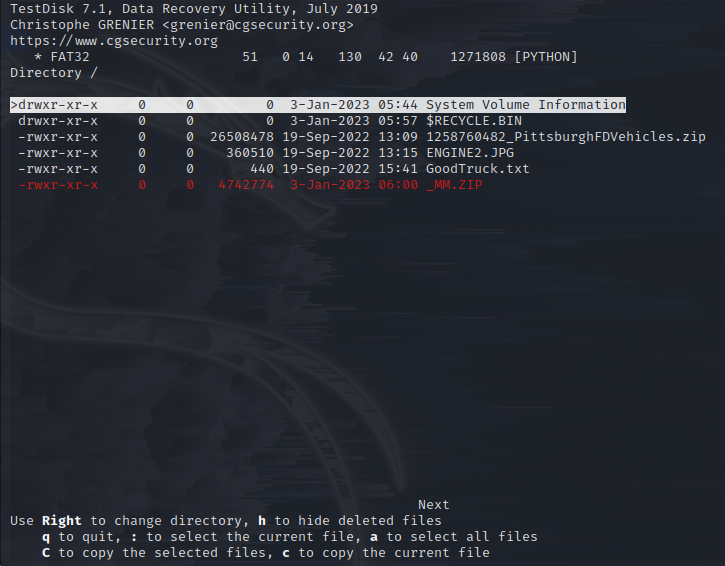 TestDisk 7.1, Data Recovery Utility, July 2019
Christophe GRENIER <grenier@cgsecurity.org>
https://www.cgsecurity.org
   * FAT32                   51   0 14   130  42 40    1271808 [PYTHON]
Directory /
>drwxr-xr-x     0     0         0  3-Jan-2023 05:44 System Volume Information
 drwxr-xr-x     0     0         0  3-Jan-2023 05:57 $RECYCLE.BIN
 -rwxr-xr-x     0     0  26508478 19-Sep-2022 13:09 1258760482_PittsburghFDVehicles.zip
 -rwxr-xr-x     0     0    360510 19-Sep-2022 13:15 ENGINE2.JPG
 -rwxr-xr-x     0     0       440 19-Sep-2022 15:41 GoodTruck.txt
 -rwxr-xr-x     0     0   4742774  3-Jan-2023 06:00 _MM.ZIP
Next
Use Right to change directory, h to hide deleted files
    q to quit, : to select the current file, a to select all files
    C to copy the selected files, c to copy the current file